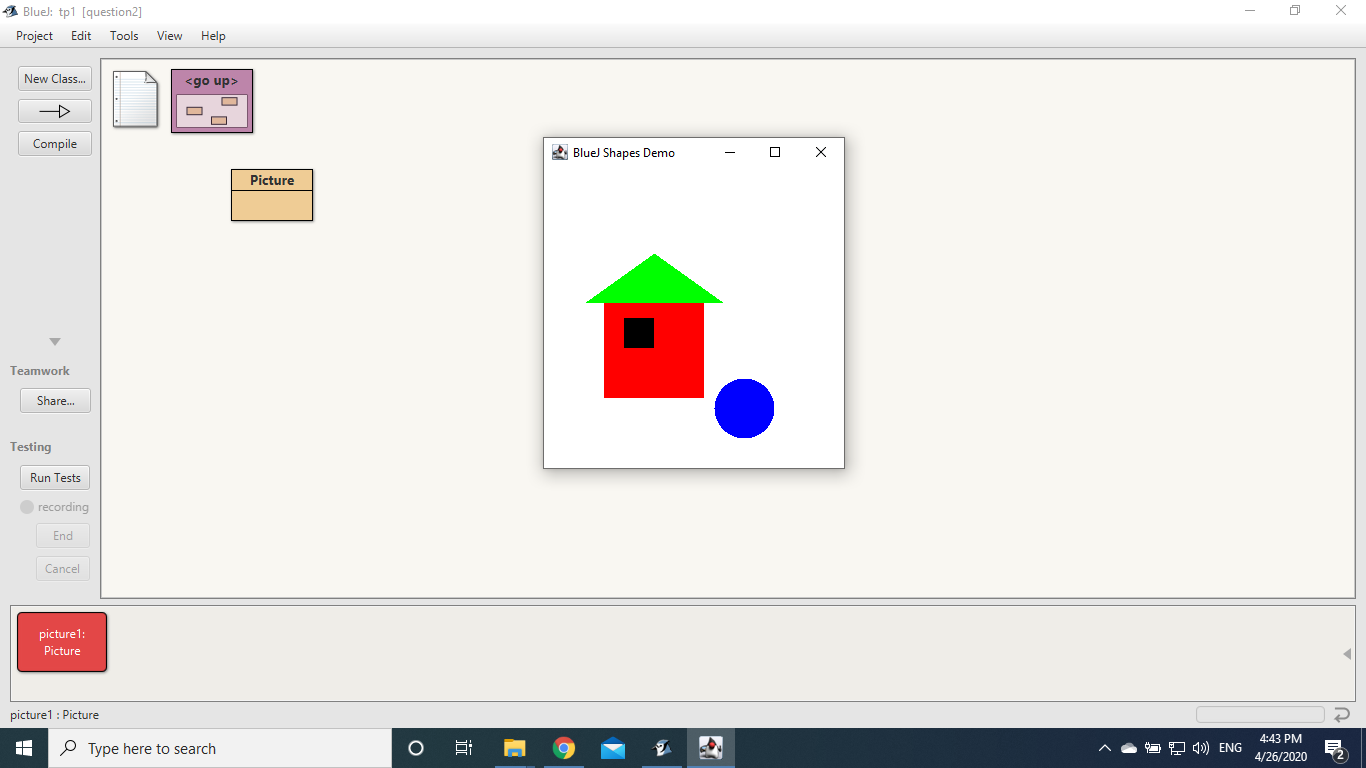 BlueJ: tp1 [question2]
Project Edit Tools View Help
New Class...
Compile
<go up>
Picture
BlueJ Shapes Demo
Teamwork
Share...
Testing
Run Tests
recording
End
Cancel
picture1:
Picture
picture1 : Picture
Type here to search
ENG
4:43 PM
4/26/2020
2